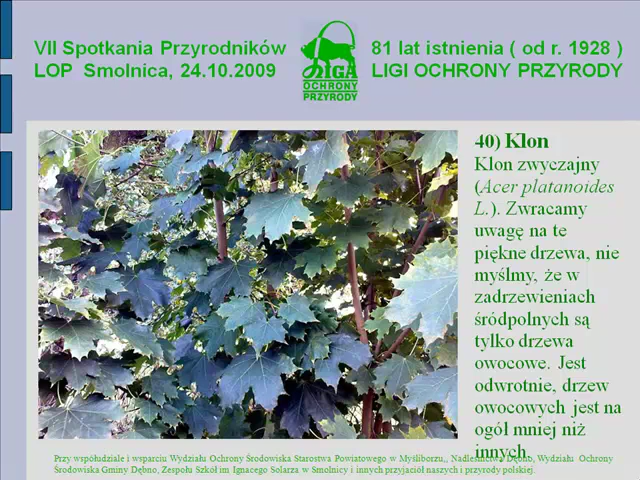 VII Spotkania Przyrodników
LOP Smolnica, 24.10.2009
LIGA
OCHRONY
PRZYRODY
81 lat istnienia ( od r. 1928 )
LIGI OCHRONY PRZYRODY
40) Klon
Klon zwyczajny
(Acer platanoides
L.). Zwracamy
uwagę na te
piękne drzewa, nie
myślmy, że w
zadrzewieniach
śródpolnych są
tylko drzewa
owocowe. Jest
odwrotnie, drzew
owocowych jest na
ogół mniej niż
innych.
Przy współudziale i wsparciu Wydziału Ochrony Środowiska Starostwa Powiatowego w Myśliborzu,, Nadleśnictwa Dębno, Wydziału Ochrony
Środowiska Gminy Dębno, Zespołu Szkół im Ignacego Solarza w Smolnicy i innych przyjaciół naszych i przyrody polskiej.